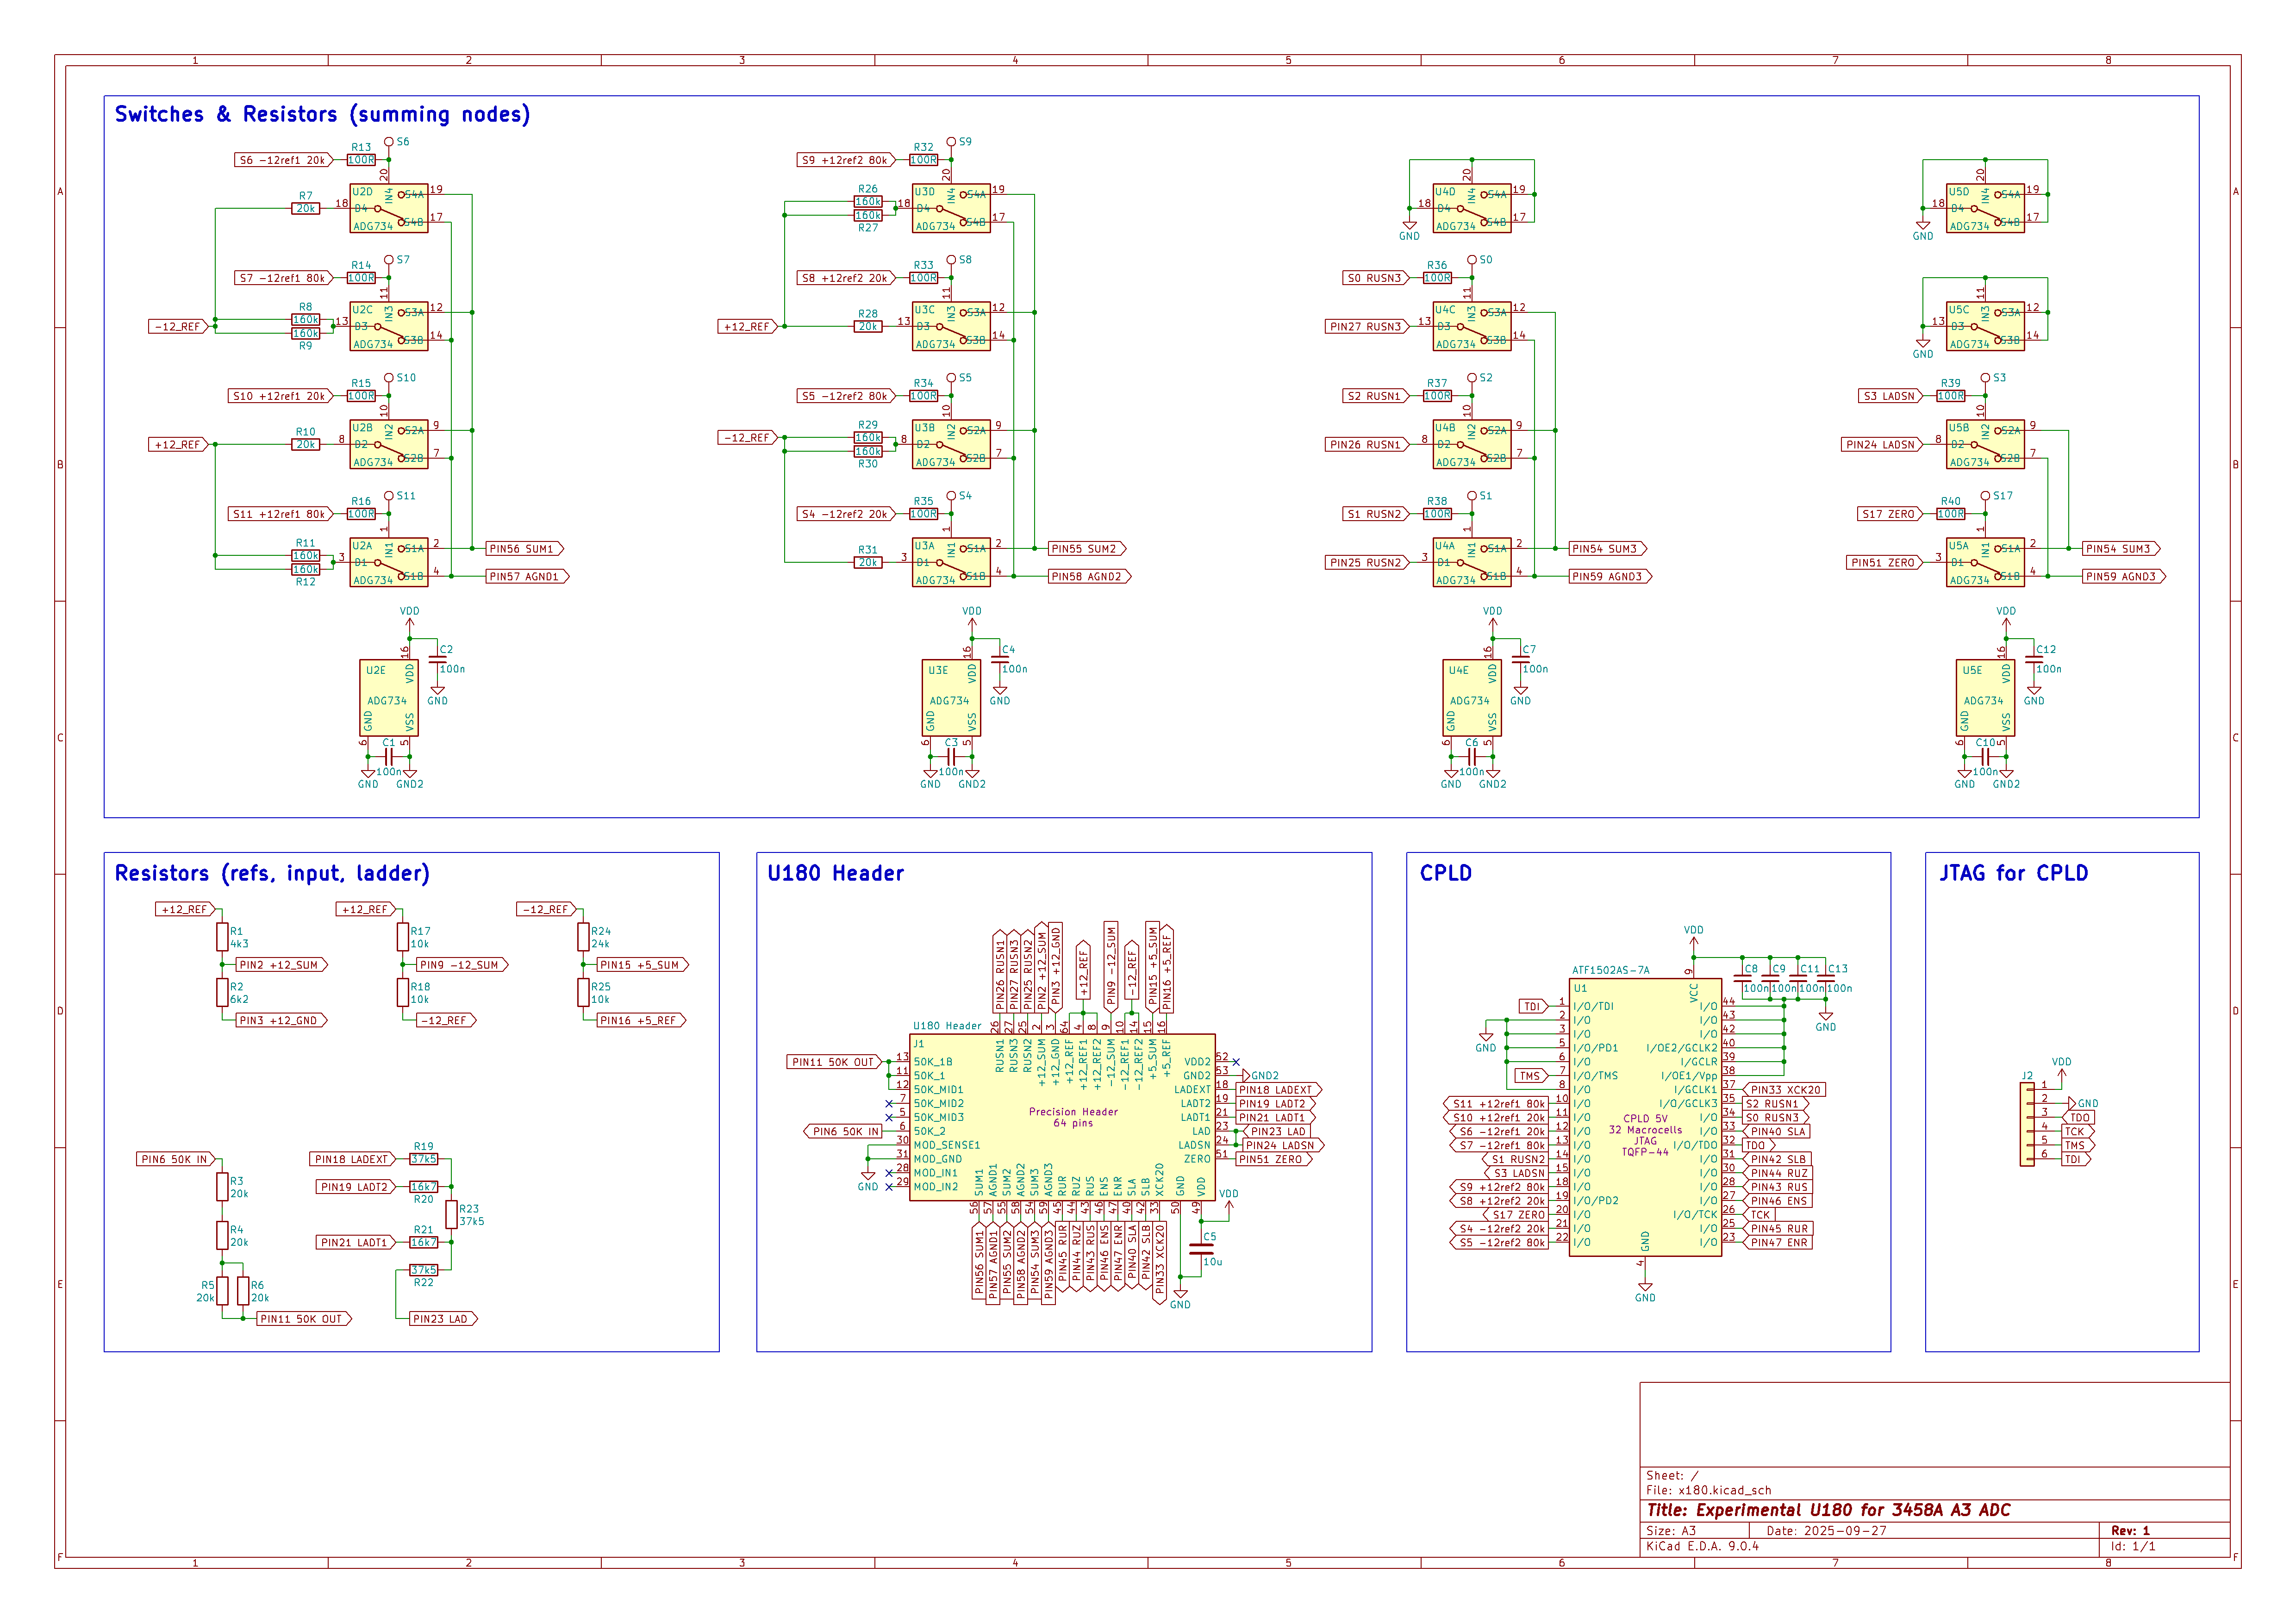 1 2 3 4 5 6 7 8
A B C D E F
Switches & Resistors (summing nodes)
S6 -12ref1 20k
R13
100R
S6
R7
20k
18 20 19 17
U2D
IN4
D4 S4A S4B
ADG734
S7 -12ref1 80k
R14
100R
S7
-12_REF
R8
160k
160k
R9
13 11 12 14
U2C
IN3
D3 S3A S3B
ADG734
S10 +12ref1 20k
R15
100R
S10
+12_REF
R10
20k
8 10 9 7
U2B
IN2
D2 S2A S2B
ADG734
S11 +12ref1 80k
R16
100R
S11
R11
160k
160k
R12
3 1 2 4
U2A
IN1
D1 S1A S1B
ADG734
PIN56 SUM1
PIN57 AGND1
VDD
16
C2
100n
GND
U2E
VDD
ADG734
GND VSS
6 5
C1
100n
GND GND2
S9 +12ref2 80k
R32
100R
S9
R26
160k
160k
R27
18 20 19 17
U3D
IN4
D4 S4A S4B
ADG734
S8 +12ref2 20k
R33
100R
S8
+12_REF
R28
20k
13 11 12 14
U3C
IN3
D3 S3A S3B
ADG734
S5 -12ref2 80k
R34
100R
S5
-12_REF
R29
160k
160k
R30
8 10 9 7
U3B
IN2
D2 S2A S2B
ADG734
S4 -12ref2 20k
R35
100R
S4
R31
20k
3 1 2 4
U3A
IN1
D1 S1A S1B
ADG734
PIN55 SUM2
PIN58 AGND2
VDD
16
C4
100n
GND
U3E
VDD
ADG734
GND VSS
6 5
C3
100n
GND GND2
18 20 19 17
U4D
IN4
D4 S4A S4B
ADG734
GND
S0 RUSN3
R36
100R
S0
PIN27 RUSN3
13 11 12 14
U4C
IN3
D3 S3A S3B
ADG734
S2 RUSN1
R37
100R
S2
PIN26 RUSN1
8 10 9 7
U4B
IN2
D2 S2A S2B
ADG734
S1 RUSN2
R38
100R
S1
PIN25 RUSN2
3 1 2 4
U4A
IN1
D1 S1A S1B
ADG734
PIN54 SUM3
PIN59 AGND3
VDD
16
C7
100n
GND
U4E
VDD
ADG734
GND VSS
6 5
C6
100n
GND GND2
18 20 19 17
U5D
IN4
D4 S4A S4B
ADG734
GND
13 11 12 14
U5C
IN3
D3 S3A S3B
ADG734
GND
S3 LADSN
R39
100R
S3
PIN24 LADSN
8 10 9 7
U5B
IN2
D2 S2A S2B
ADG734
S17 ZERO
R40
100R
S17
PIN51 ZERO
3 1 2 4
U5A
IN1
D1 S1A S1B
ADG734
PIN54 SUM3
PIN59 AGND3
VDD
16
C12
100n
GND
U5E
VDD
ADG734
GND VSS
6 5
C10
100n
GND GND2
Resistors (refs, input, ladder)
+12_REF
R1
4k3
PIN2 +12_SUM
R2
6k2
PIN3 +12_GND
+12_REF
R17
10k
PIN9 -12_SUM
R18
10k
-12_REF
-12_REF
R24
24k
PIN15 +5_SUM
R25
10k
PIN16 +5_REF
PIN6 50K IN
R3
20k
R4
20k
R5
20k
R6
20k
PIN11 50K OUT
PIN18 LADEXT
R19
37k5
PIN19 LADT2
16k7
R20
R23
37k5
PIN21 LADT1
R21
16k7
37k5
R22
PIN23 LAD
U180 Header
PIN26 RUSN1
PIN27 RUSN3
PIN25 RUSN2
PIN2 +12_SUM
PIN3 +12_GND
+12_REF
PIN9 -12_SUM
-12_REF
PIN15 +5_SUM
PIN16 +5_REF
U180 Header
26 27 25 2 3 64 4 8 9 10 14 15 16
J1
RUSN1
RUSN3
RUSN2
+12_SUM
+12_GND
+12_REF
+12_REF1
+12_REF2
-12_SUM
-12_REF1
-12_REF2
+5_SUM
+5_REF
PIN11 50K OUT
13 50K_1B
11 50K_1
12 50K_MID1
7 50K_MID2
5 50K_MID3
PIN6 50K IN
6 50K_2
30 MOD_SENSE1
31 MOD_GND
28 MOD_IN1
29 MOD_IN2
GND
Precision Header
64 pins
VDD2 52
GND2 53 GND2
LADEXT 18 PIN18 LADEXT
LADT2 19 PIN19 LADT2
LADT1 21 PIN21 LADT1
LAD 23 PIN23 LAD
LADSN 24 PIN24 LADSN
ZERO 51 PIN51 ZERO
SUM1
AGND1
SUM2
AGND2
SUM3
AGND3
RUR
RUZ
RUS
ENS
ENR
SLA
SLB
XCK20
GND
VDD
56 57 55 58 54 59 45 44 43 46 47 40 42 33 50 49
PIN56 SUM1
PIN57 AGND1
PIN55 SUM2
PIN58 AGND2
PIN54 SUM3
PIN59 AGND3
PIN45 RUR
PIN44 RUZ
PIN43 RUS
PIN46 ENS
PIN47 ENR
PIN40 SLA
PIN42 SLB
PIN33 XCK20
VDD
C5
10u
GND
CPLD
VDD
ATF1502AS-7A
9
U1
VCC
C8 C9 C11 C13
100n 100n 100n 100n
GND
TDI 1 I/O/TDI
2 I/O
GND
3 I/O
5 I/O/PD1
6 I/O
TMS 7 I/O/TMS
8 I/O
S11 +12ref1 80k 10 I/O
S10 +12ref1 20k 11 I/O
S6 -12ref1 20k 12 I/O
S7 -12ref1 80k 13 I/O
S1 RUSN2 14 I/O
S3 LADSN 15 I/O
S9 +12ref2 80k 18 I/O
S8 +12ref2 20k 19 I/O/PD2
S17 ZERO 20 I/O
S4 -12ref2 20k 21 I/O
S5 -12ref2 80k 22 I/O
CPLD 5V
32 Macrocells
JTAG
TQFP-44
I/O 44
I/O 43
I/O 42
I/OE2/GCLK2 40
I/GCLR 39
I/OE1/Vpp 38
I/GCLK1 37 PIN33 XCK20
I/O/GCLK3 35 S2 RUSN1
I/O 34 S0 RUSN3
I/O 33 PIN40 SLA
I/O/TDO 32 TDO
I/O 31 PIN42 SLB
I/O 30 PIN44 RUZ
I/O 28 PIN43 RUS
I/O 27 PIN46 ENS
I/O/TCK 26 TCK
I/O 25 PIN45 RUR
I/O 23 PIN47 ENR
GND
4
GND
JTAG for CPLD
VDD
J2
1
2 GND
3 TDO
4 TCK
5 TMS
6 TDI
Sheet: /
File: x180.kicad_sch
Title: Experimental U180 for 3458A A3 ADC
Size: A3 Date: 2025-09-27 Rev: 1
KiCad E.D.A. 9.0.4 Id: 1/1
1 2 3 4 5 6 7 8
A B C D E F